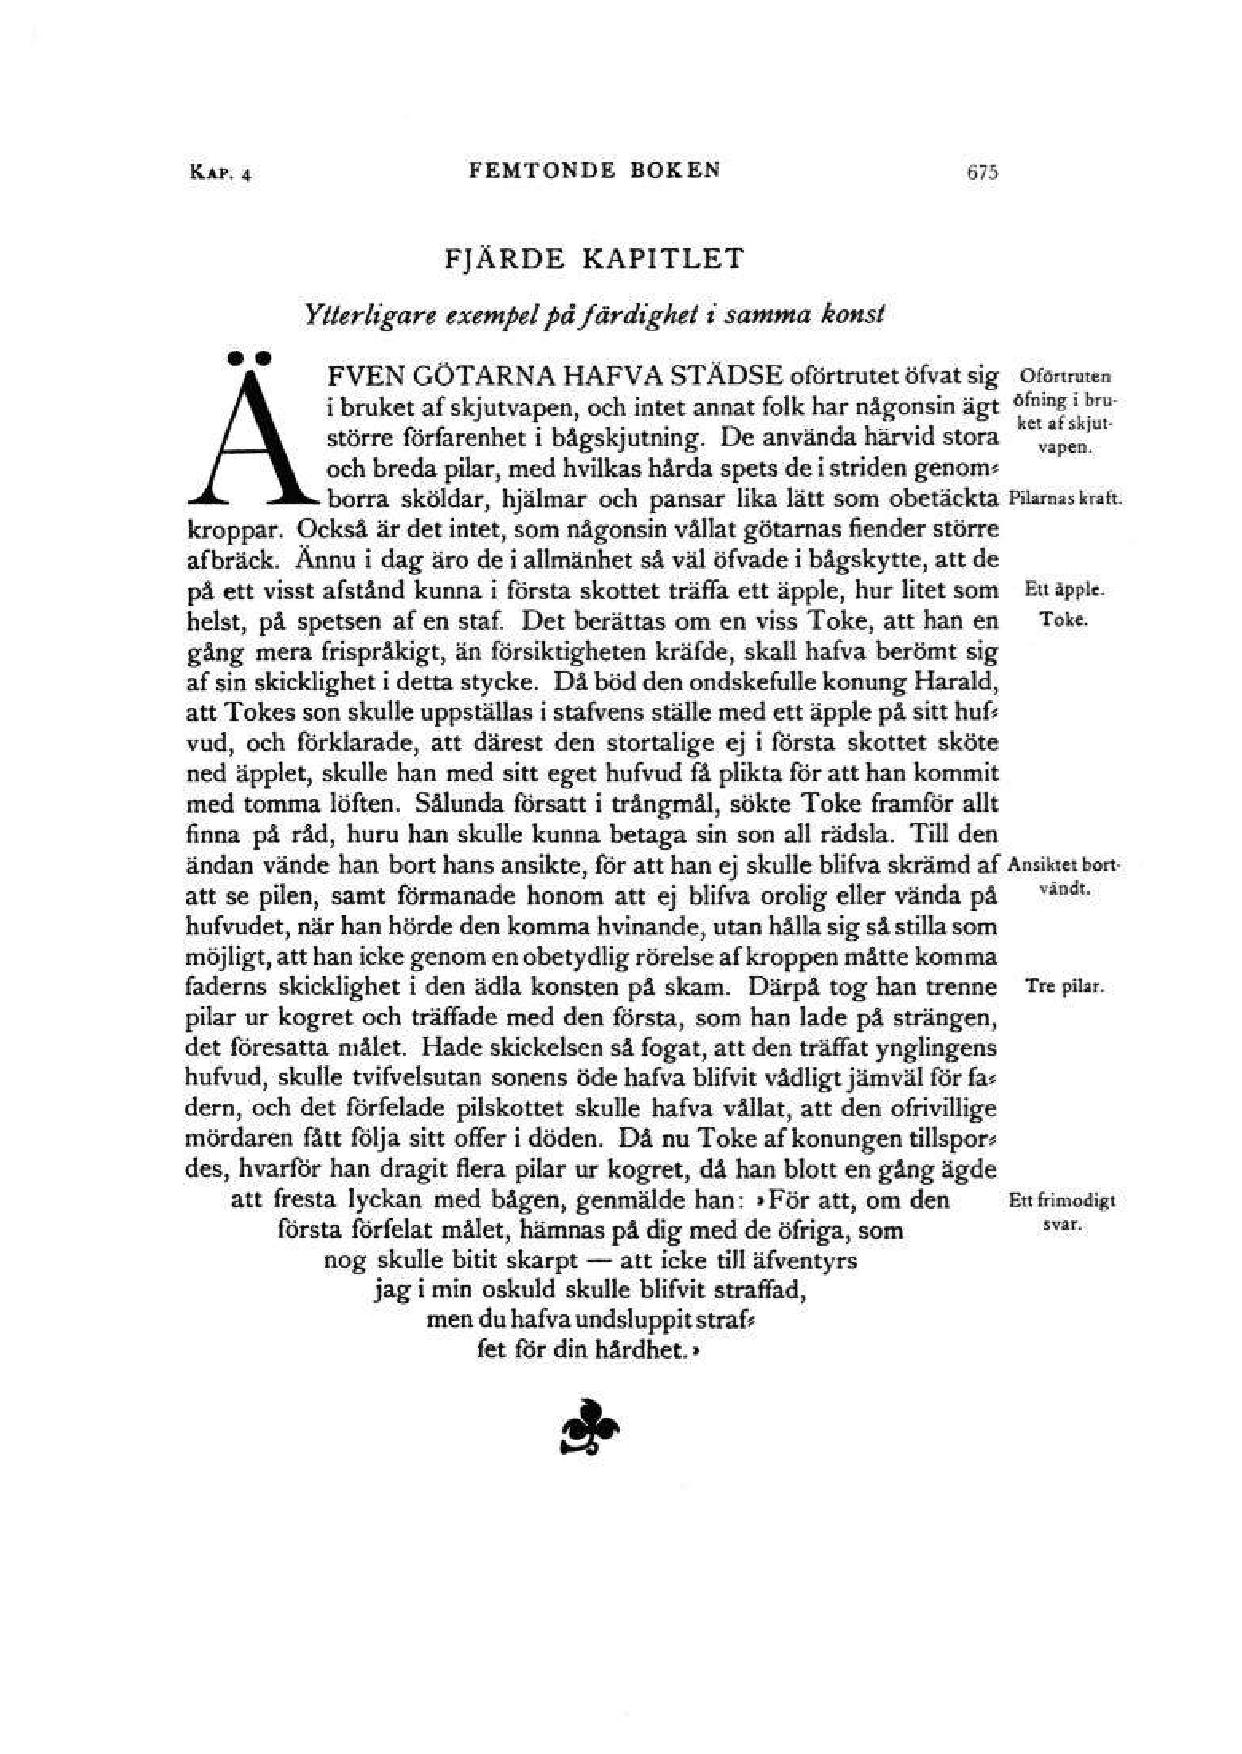 KAP. 4 FEMTONDE BOKEN 675
FJÄRDE KAPITLET
Ytterligare exempel på färdighet i samma konst
ÄFVEN GÖTARNA HAFVA STÄDSE oförtrutet öfvat sig
i bruket af skjutvapen, och intet annat folk har någonsin ägt
större förfarenhet i bågskjutning. De använda härvid stora
och breda pilar, med hvilkas hårda spets de i striden genom-
borra sköldar, hjälmar och pansar lika lätt som obetäckta
kroppar. Också är det intet, som någonsin vållat götarnas fiender större
afbräck. Ännu i dag äro de i allmänhet så väl öfvade i bågskytte, att de
på ett visst afstånd kunna i första skottet träffa ett äpple, hur litet som
helst, på spetsen af en staf. Det berättas om en viss Toke, att han en
gång mera frispråkigt, än försiktigheten kräfde, skall hafva berömt sig
af sin skicklighet i detta stycke. Då böd den ondskefulle konung Harald,
att Tokes son skulle uppställas i stafvens ställe med ett äpple på sitt huf-
vud, och förklarade, att därest den stortalige ej i första skottet sköte
ned äpplet, skulle han med sitt eget hufvud få plikta för att han kommit
med tomma löften. Sålunda försatt i trångmål, sökte Toke framför allt
finna på råd, huru han skulle kunna betaga sin son all rädsla. Till den
ändan vände han bort hans ansikte, för att han ej skulle blifva skrämd af
att se pilen, samt förmanade honom att ej blifva orolig eller vända på
hufvudet, när han hörde den komma hvinande, utan hålla sig så stilla som
möjligt, att han icke genom en obetydlig rörelse af kroppen måtte komma
faderns skicklighet i den ädla konsten på skam. Därpå tog han trenne
pilar ur kogret och träffade med den första, som han lade på strängen,
det föresatta målet. Hade skickelsen så fogat, att den träffat ynglingens
hufvud, skulle tvifvelsutan sonens öde hafva blifvit vådligt jämväl för fa-
dern, och det förfelade pilskottet skulle hafva vållat, att den ofrivillige
mördaren fått följa sitt offer i döden. Då nu Toke af konungen tillspor-
des, hvarför han dragit flera pilar ur kogret, då han blott en gång ägde
att fresta lyckan med bågen, genmälde han: »För att, om den
första förfelat målet, hämnas på dig med de öfriga, som
nog skulle bitit skarpt — att icke till äfventyrs
jag i min oskuld skulle blifvit straffad,
men du hafva undsluppit straf-
fet för din hårdhet.»
Oförtruten
öfning i bru-
ket af skjut-
vapen.
Pilarnas kraft.
Ett äpple.
Toke.
Ansiktet bort-
vändt.
Tre pilar.
Ett frimodigt
svar.